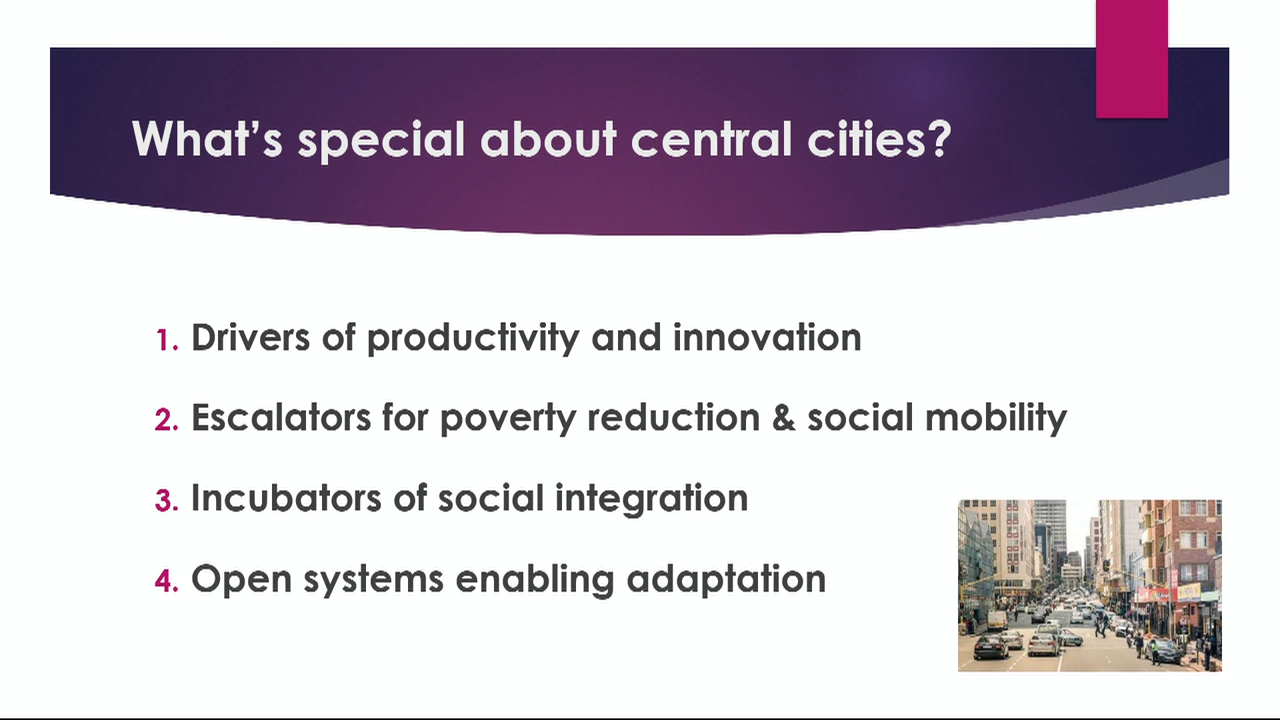 What’s special about central cities?
1. Drivers of productivity and innovation
2. Escalators for poverty reduction & social mobility
3. Incubators of social integration
4. Open systems enabling adaptation